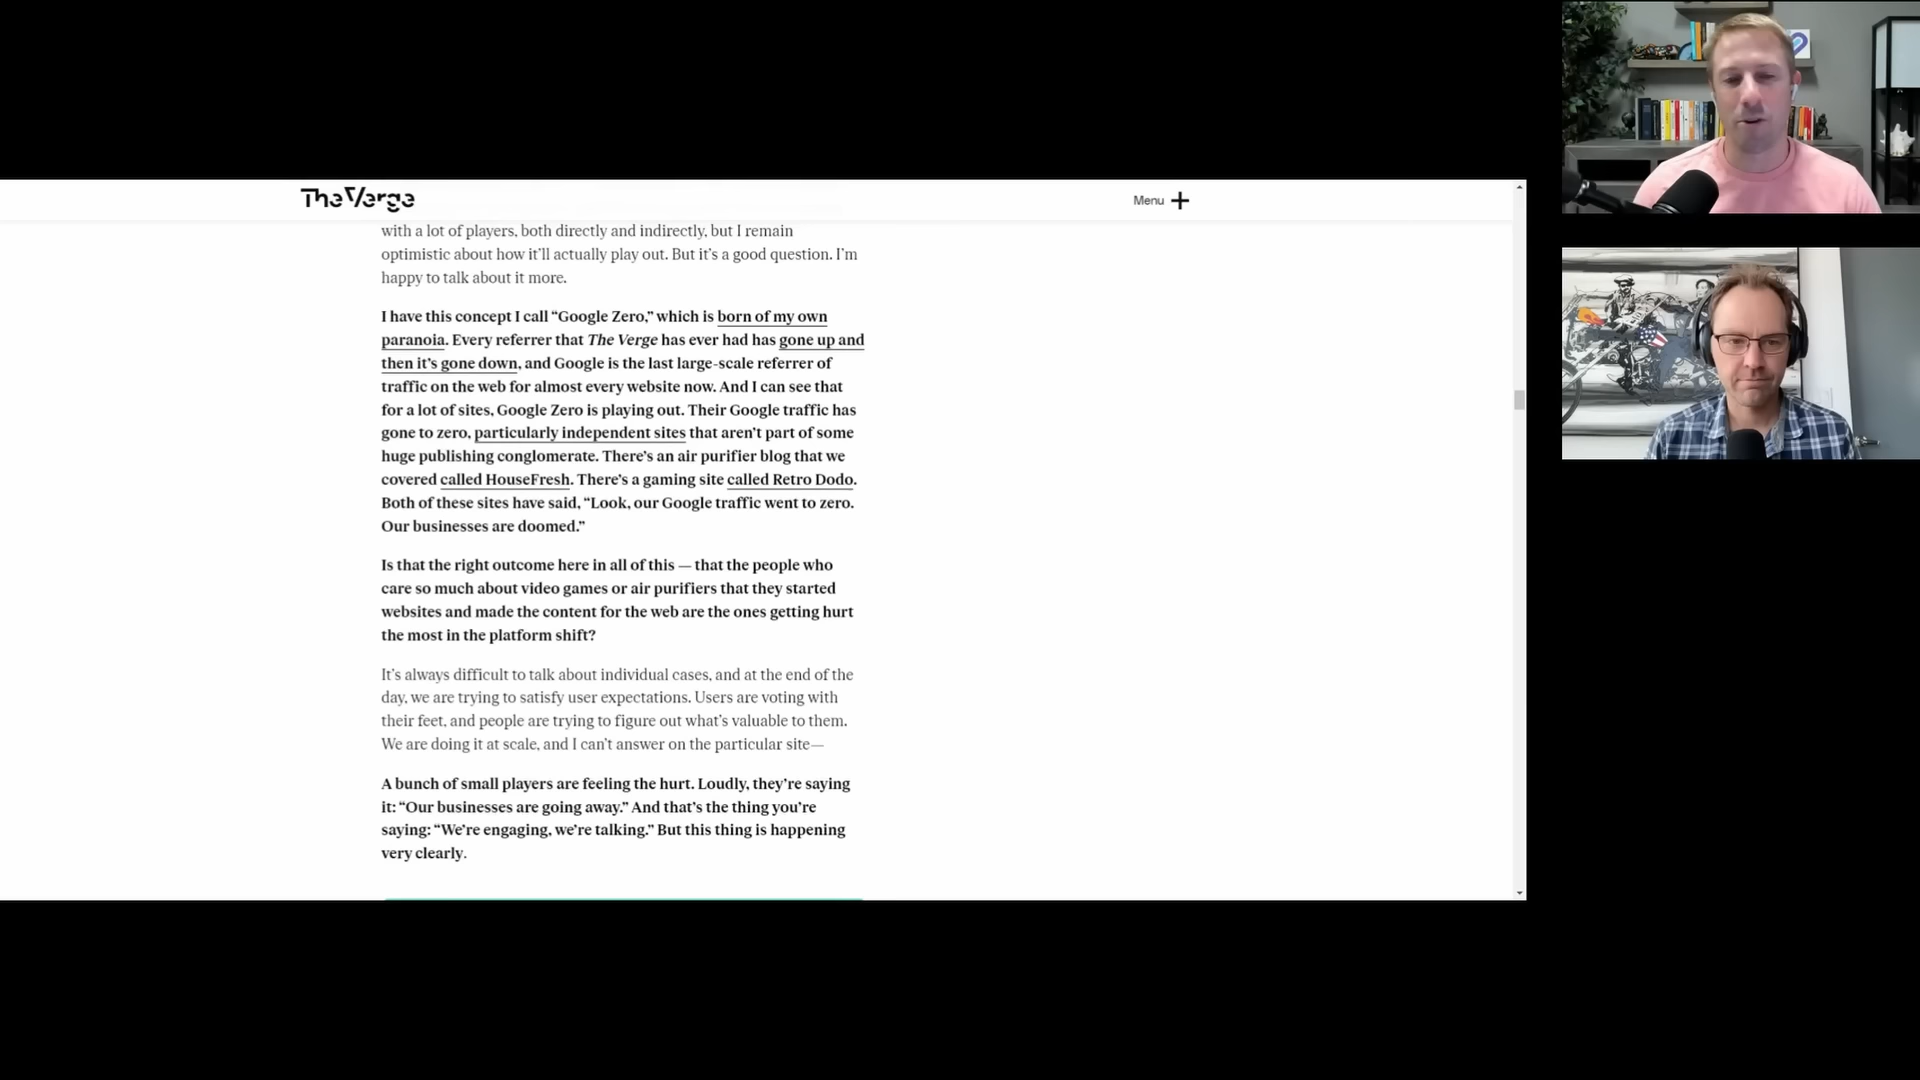 The Verge
Menu
with a lot of players, both directly and indirectly, but I remain
optimistic about how it’ll actually play out. But it’s a good question. I’m
happy to talk about it more.
I have this concept I call “Google Zero,” which is born of my own
paranoia. Every referrer that The Verge has ever had has gone up and
then it’s gone down, and Google is the last large-scale referrer of
traffic on the web for almost every website now. And I can see that
for a lot of sites, Google Zero is playing out. Their Google traffic has
gone to zero, particularly independent sites that aren’t part of some
huge publishing conglomerate. There’s an air purifier blog that we
covered called HouseFresh. There’s a gaming site called Retro Dodo.
Both of these sites have said, “Look, our Google traffic went to zero.
Our businesses are doomed.”
Is that the right outcome here in all of this — that the people who
care so much about video games or air purifiers that they started
websites and made the content for the web are the ones getting hurt
the most in the platform shift?
It’s always difficult to talk about individual cases, and at the end of the
day, we are trying to satisfy user expectations. Users are voting with
their feet, and people are trying to figure out what’s valuable to them.
We are doing it at scale, and I can’t answer on the particular site—
A bunch of small players are feeling the hurt. Loudly, they’re saying
it: “Our businesses are going away.” And that’s the thing you’re
saying: “We’re engaging, we’re talking.” But this thing is happening
very clearly.